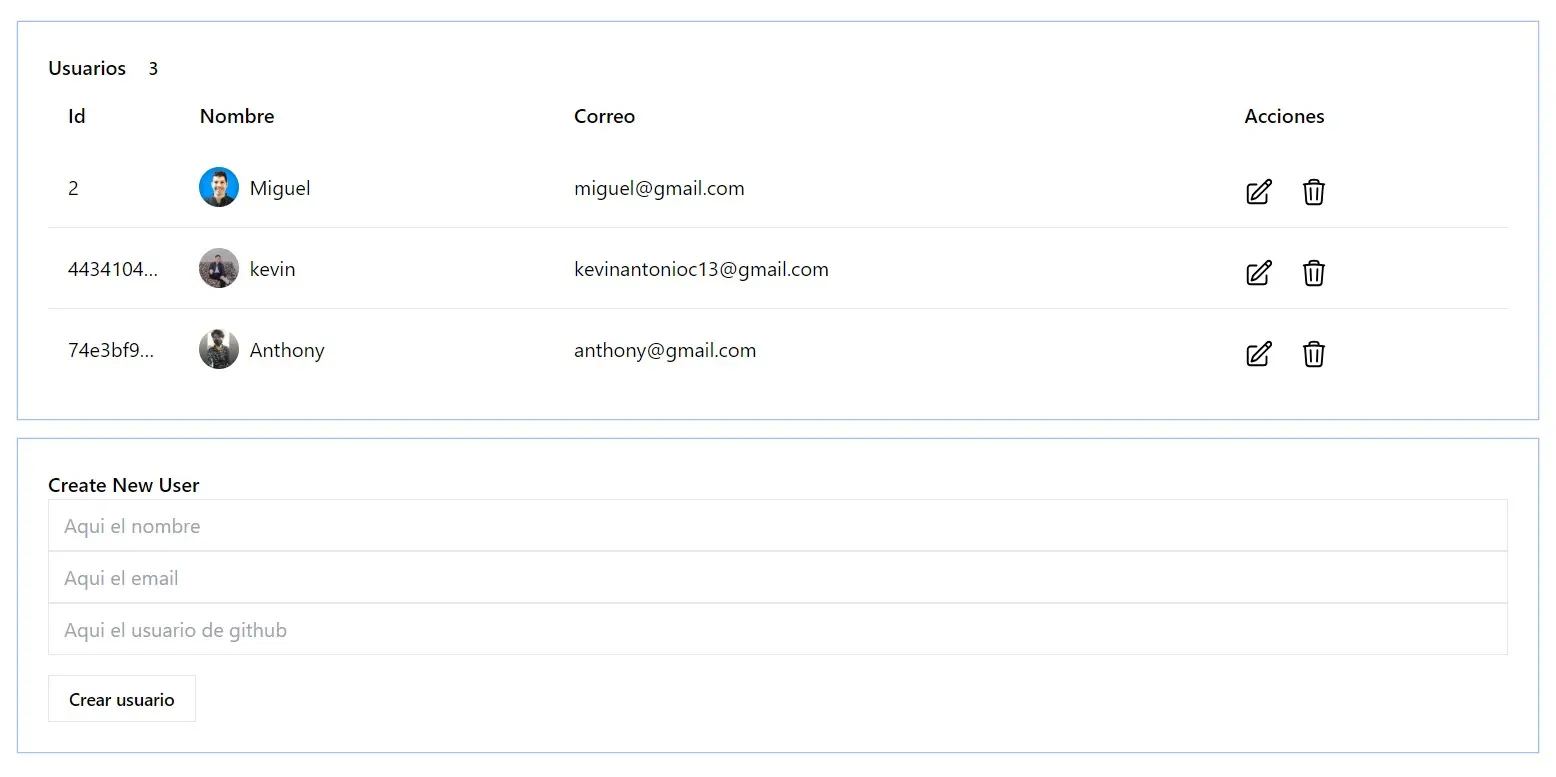 Usuarios 3
Id Nombre Correo Acciones
2 Miguel miguel@gmail.com
4434104... kevin kevinantonioc13@gmail.com
74e3bf9... Anthony anthony@gmail.com
Create New User
Aqui el nombre
Aqui el email
Aqui el usuario de github
Crear usuario